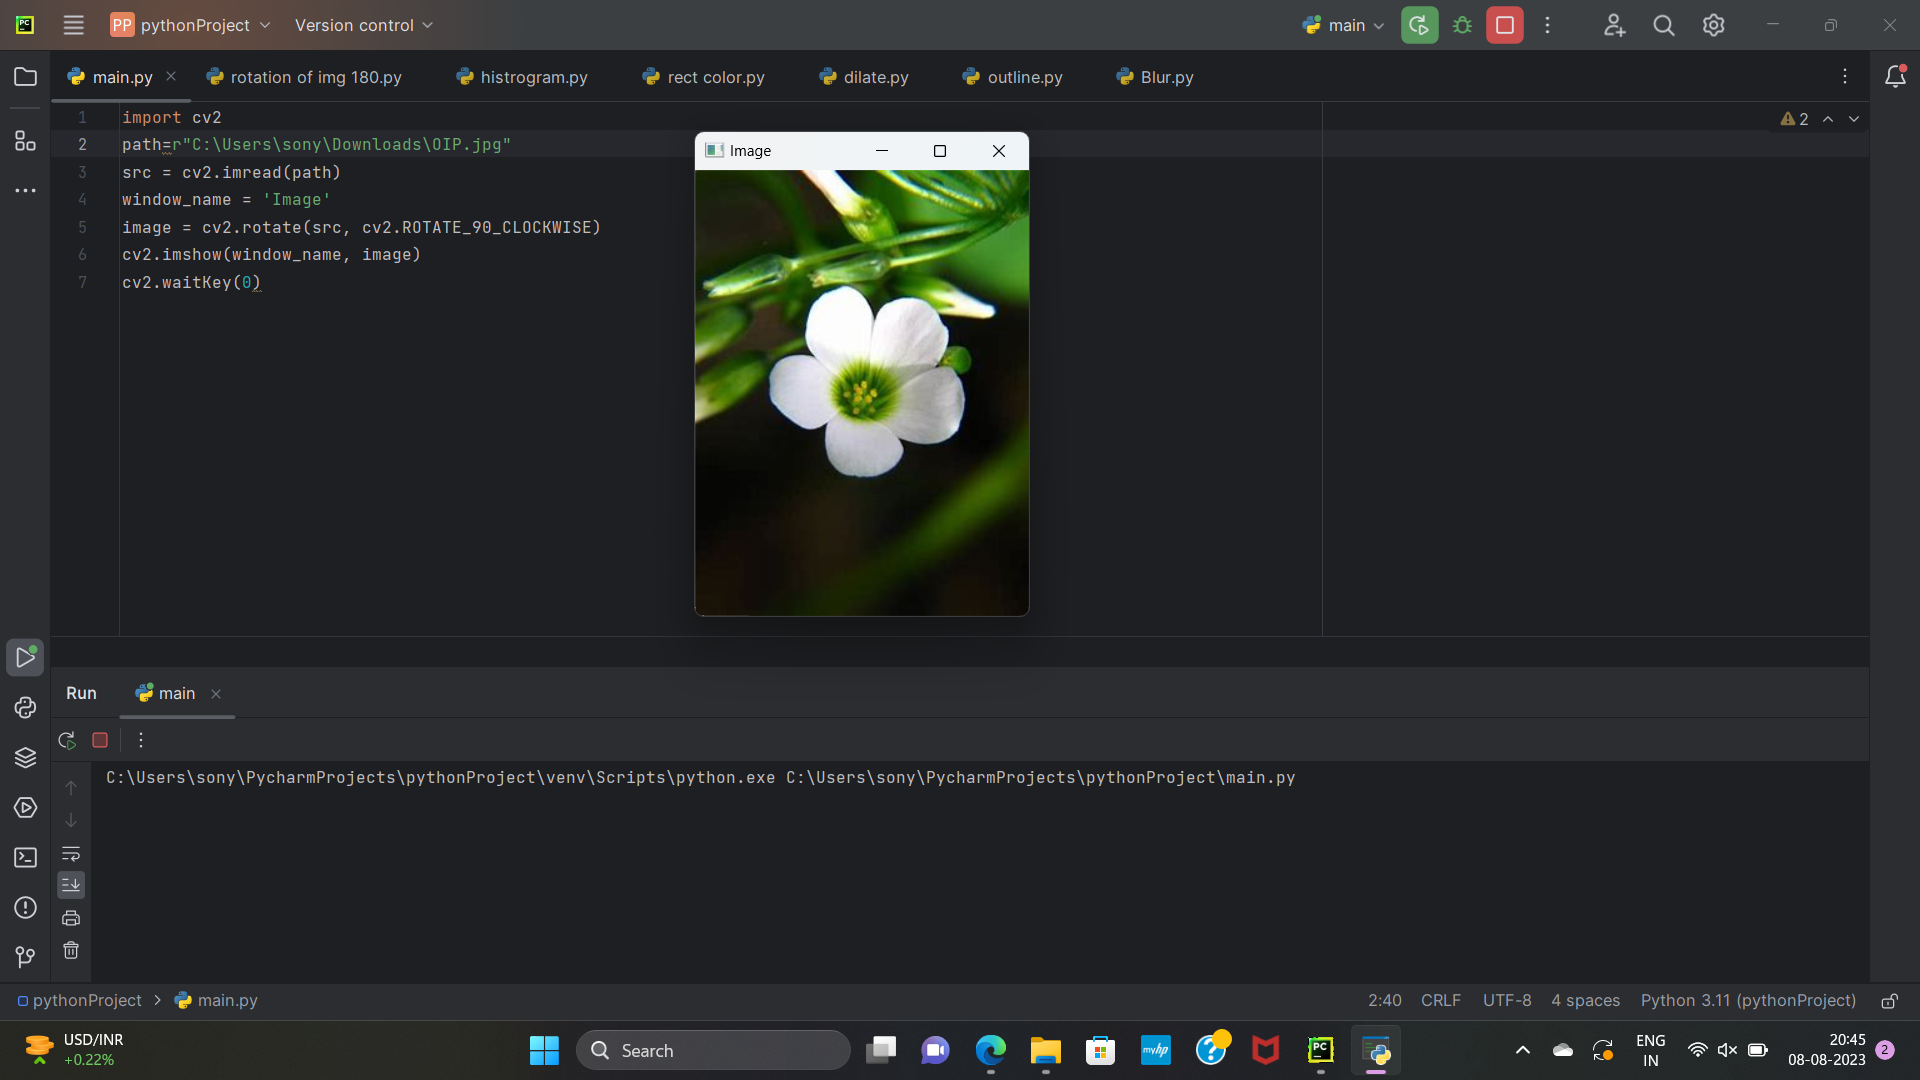 PC
PP pythonProject Version control main
main.py rotation of img 180.py histrogram.py rect color.py dilate.py outline.py Blur.py
1 import cv2
2 path=r"C:\Users\sony\Downloads\OIP.jpg"
3 src = cv2.imread(path)
4 window_name = 'Image'
5 image = cv2.rotate(src, cv2.ROTATE_90_CLOCKWISE)
6 cv2.imshow(window_name, image)
7 cv2.waitKey(0)
2
Image
Run main
C:\Users\sony\PycharmProjects\pythonProject\venv\Scripts\python.exe C:\Users\sony\PycharmProjects\pythonProject\main.py
pythonProject > main.py 2:40 CRLF UTF-8 4 spaces Python 3.11 (pythonProject)
USD/INR
+0.22%
Search
myhp
PC
ENG
IN
20:45
08-08-2023
2